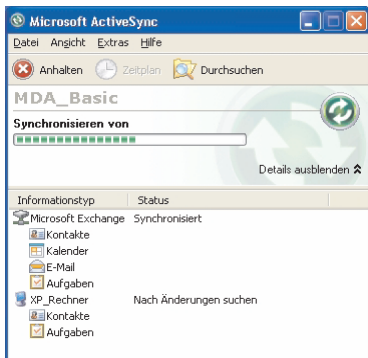 Microsoft ActiveSync
Datei Ansicht Extras Hilfe
Anhalten Zeitplan Durchsuchen
MDA_Basic
Synchronisieren von
Details ausblenden
Informationstyp Status
Microsoft Exchange Synchronisiert
Kontakte
Kalender
E-Mail
Aufgaben
XP_Rechner Nach Änderungen suchen
Kontakte
Aufgaben